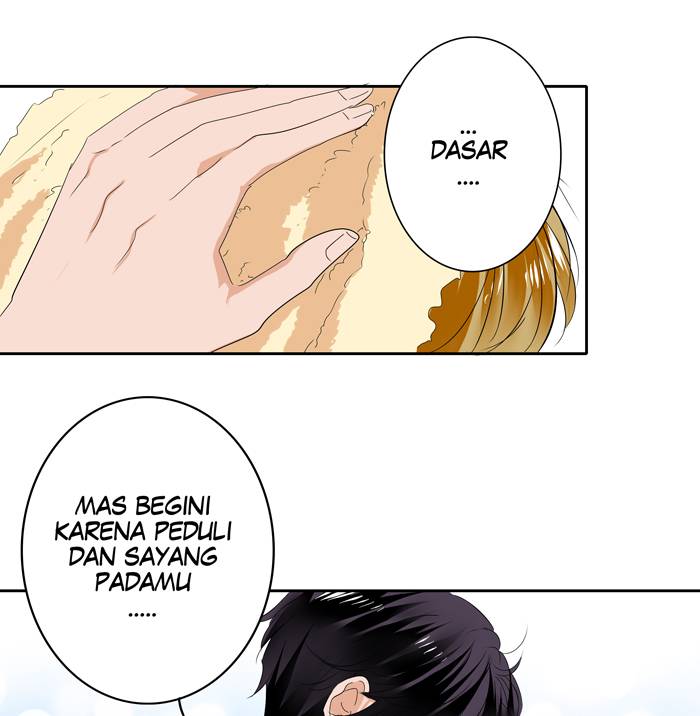 ...
DASAR
....
MAS BEGINI
KARENA PEDULI
DAN SAYANG
PADAMU
.....